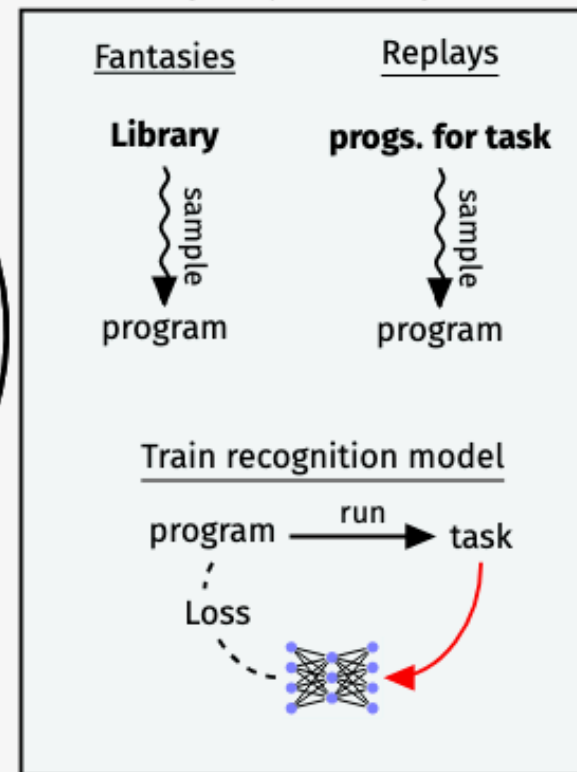 Fantasies
Replays
Library
progs. for task
sample
sample
program
program
Train recognition model
program
run
task
Loss